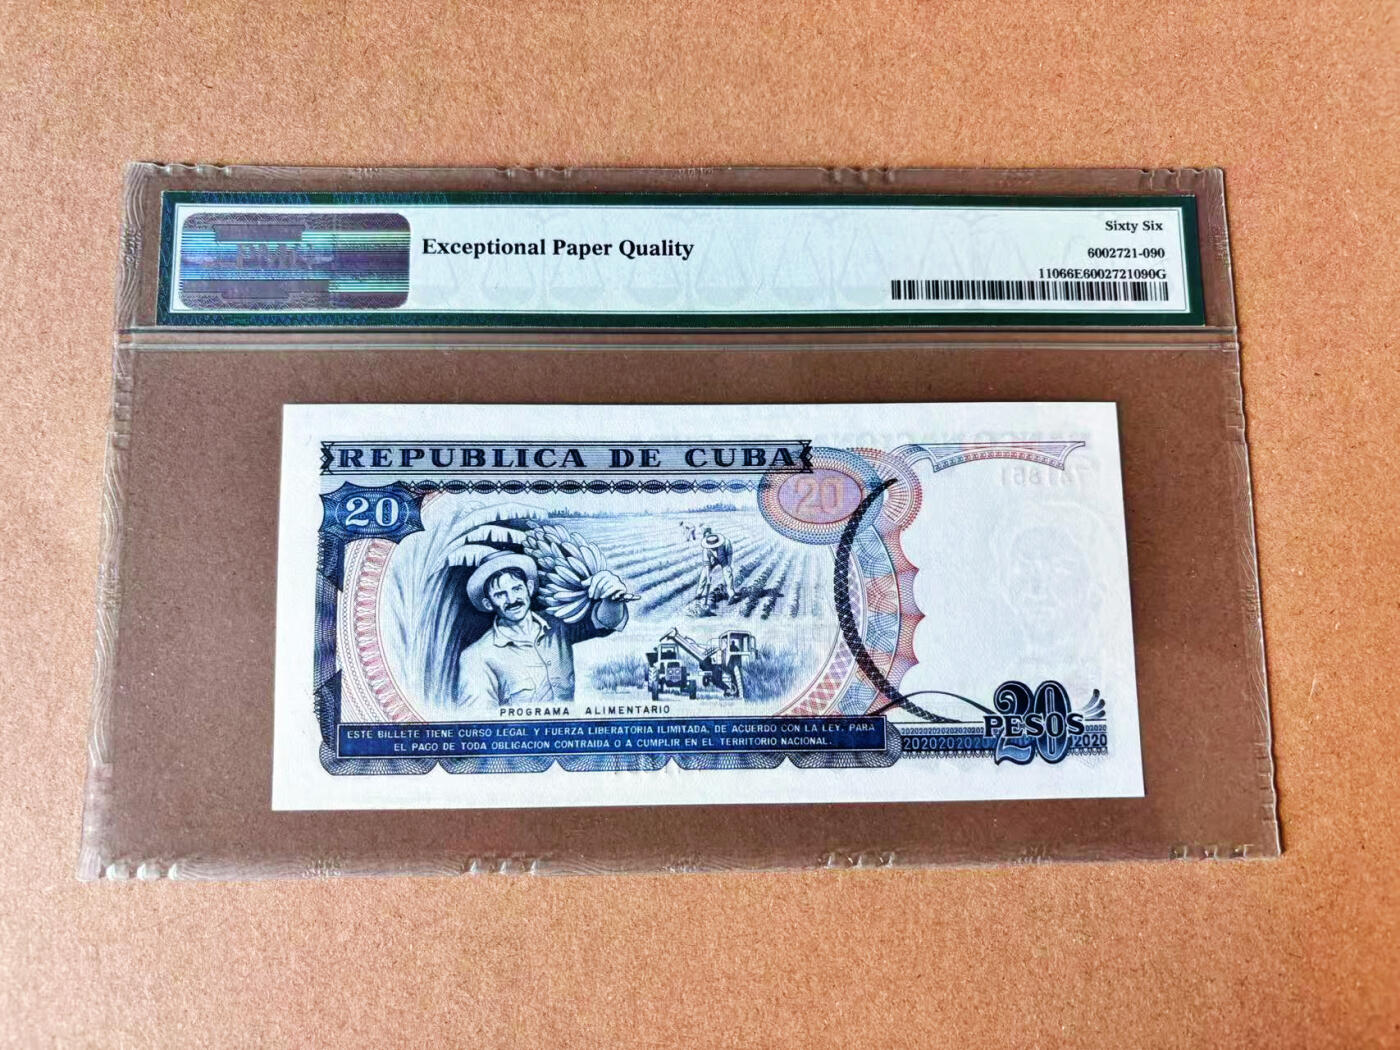 Exceptional Paper Quality
Sixty Six
6002721-090
11066E6002721090G
REPUBLICA DE CUBA
20
20
PROGRAMA ALIMENTARIO
ESTE BILLETE TIENE CURSO LEGAL Y FUERZA LIBERATORIA ILIMITADA, DE ACUERDO CON LA LEY, PARA
EL PAGO DE TODA OBLIGACION CONTRAIDA O A CUMPLIR EN EL TERRITORIO NACIONAL.
20
PESOS